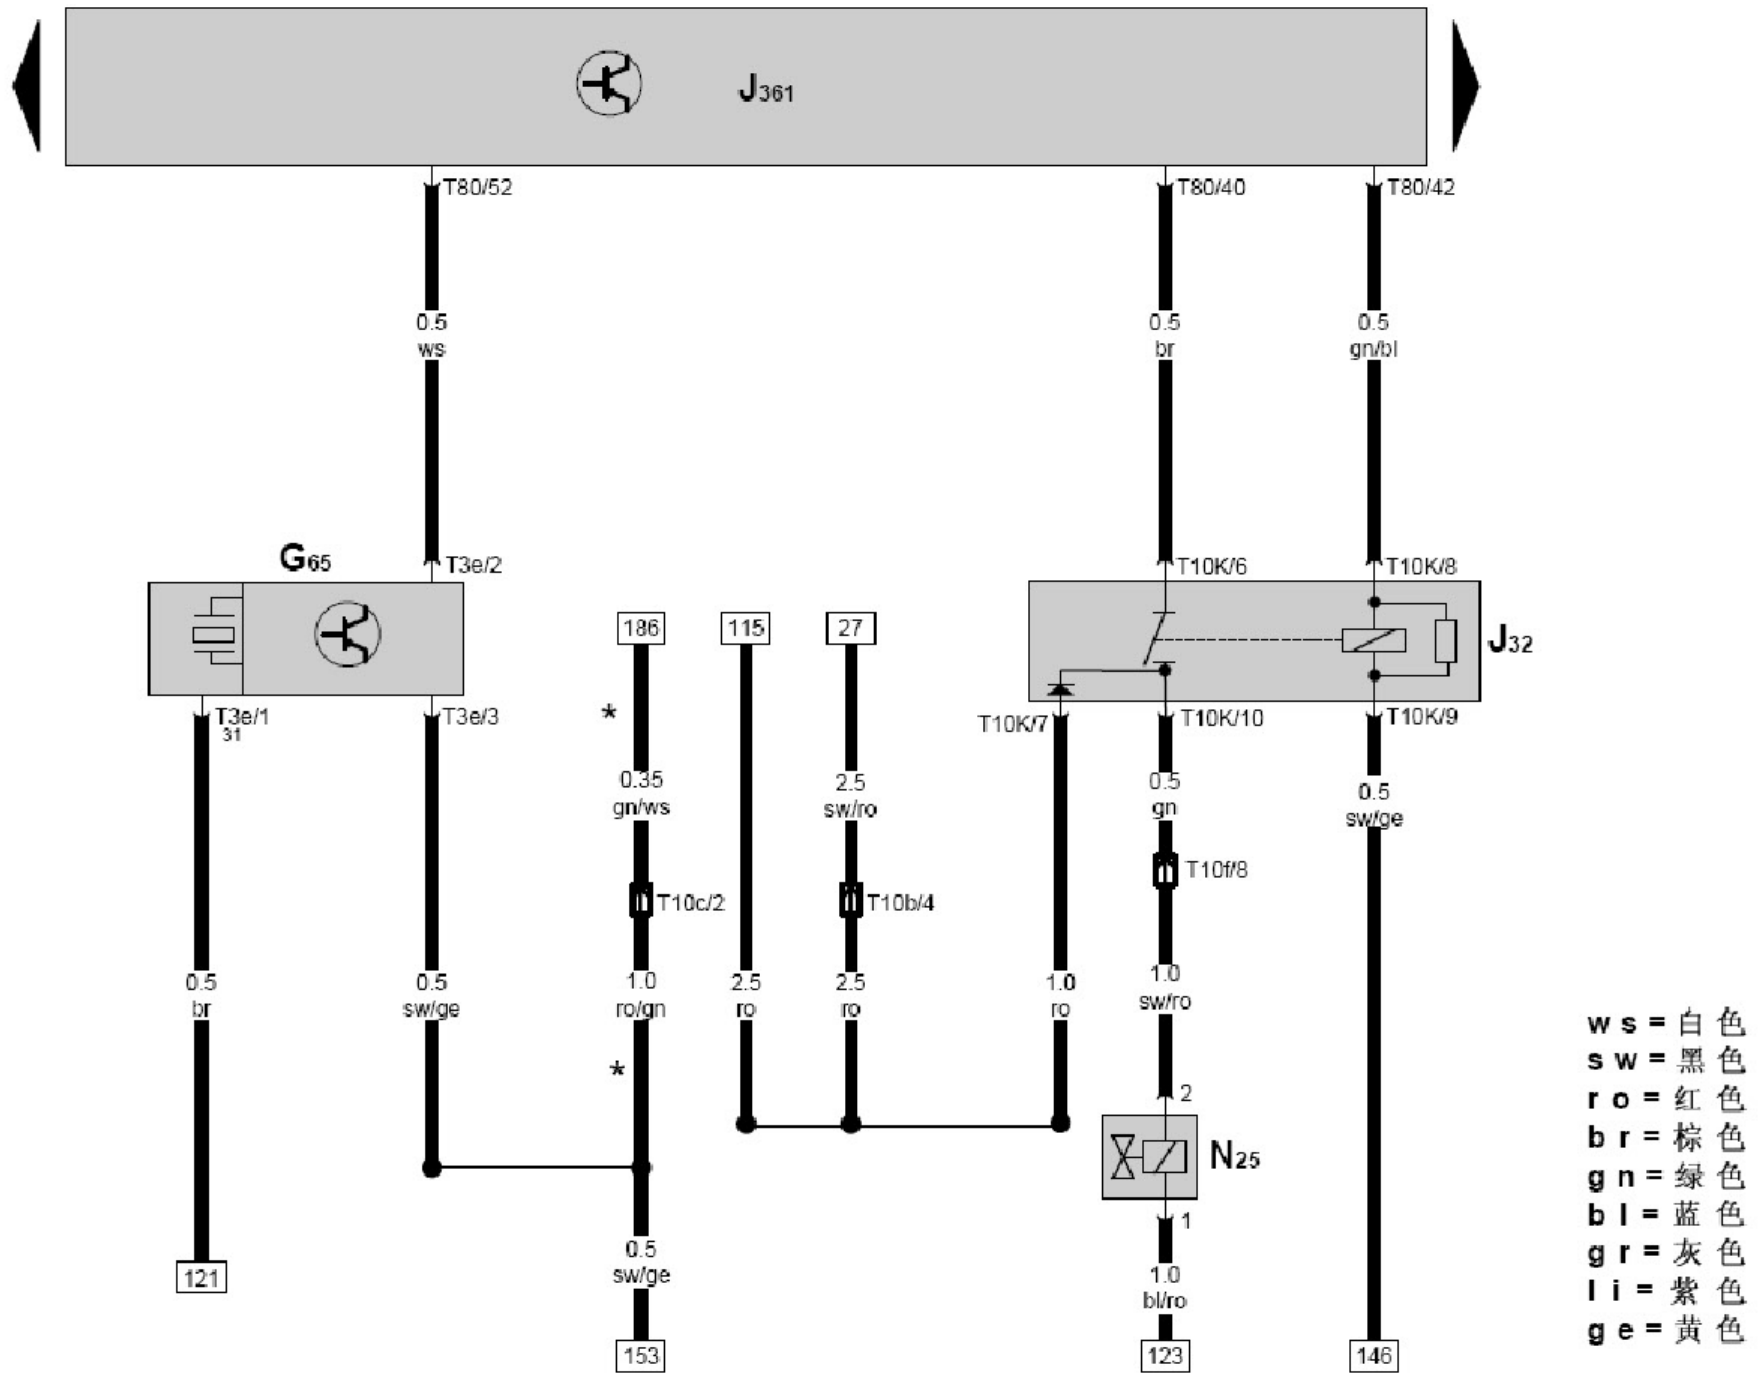 J361
T80/52
T80/40
T80/42
0.5
ws
0.5
br
0.5
gn/bl
G65
T3e/2
T10K/6
T10K/8
186
115
27
J32
T3e/1
31
T3e/3
*
T10K/7
T10K/10
T10K/9
0.35
gn/ws
2.5
sw/ro
0.5
gn
0.5
sw/ge
T10c/2
T10b/4
T10f/8
0.5
br
0.5
sw/ge
1.0
ro/gn
2.5
ro
2.5
ro
1.0
ro
1.0
sw/ro
*
2
N25
1
0.5
sw/ge
1.0
bl/ro
121
153
123
146
ws=白色
sw=黑色
ro=红色
br=棕色
gn=绿色
bl=蓝色
gr=灰色
li=紫色
ge=黄色